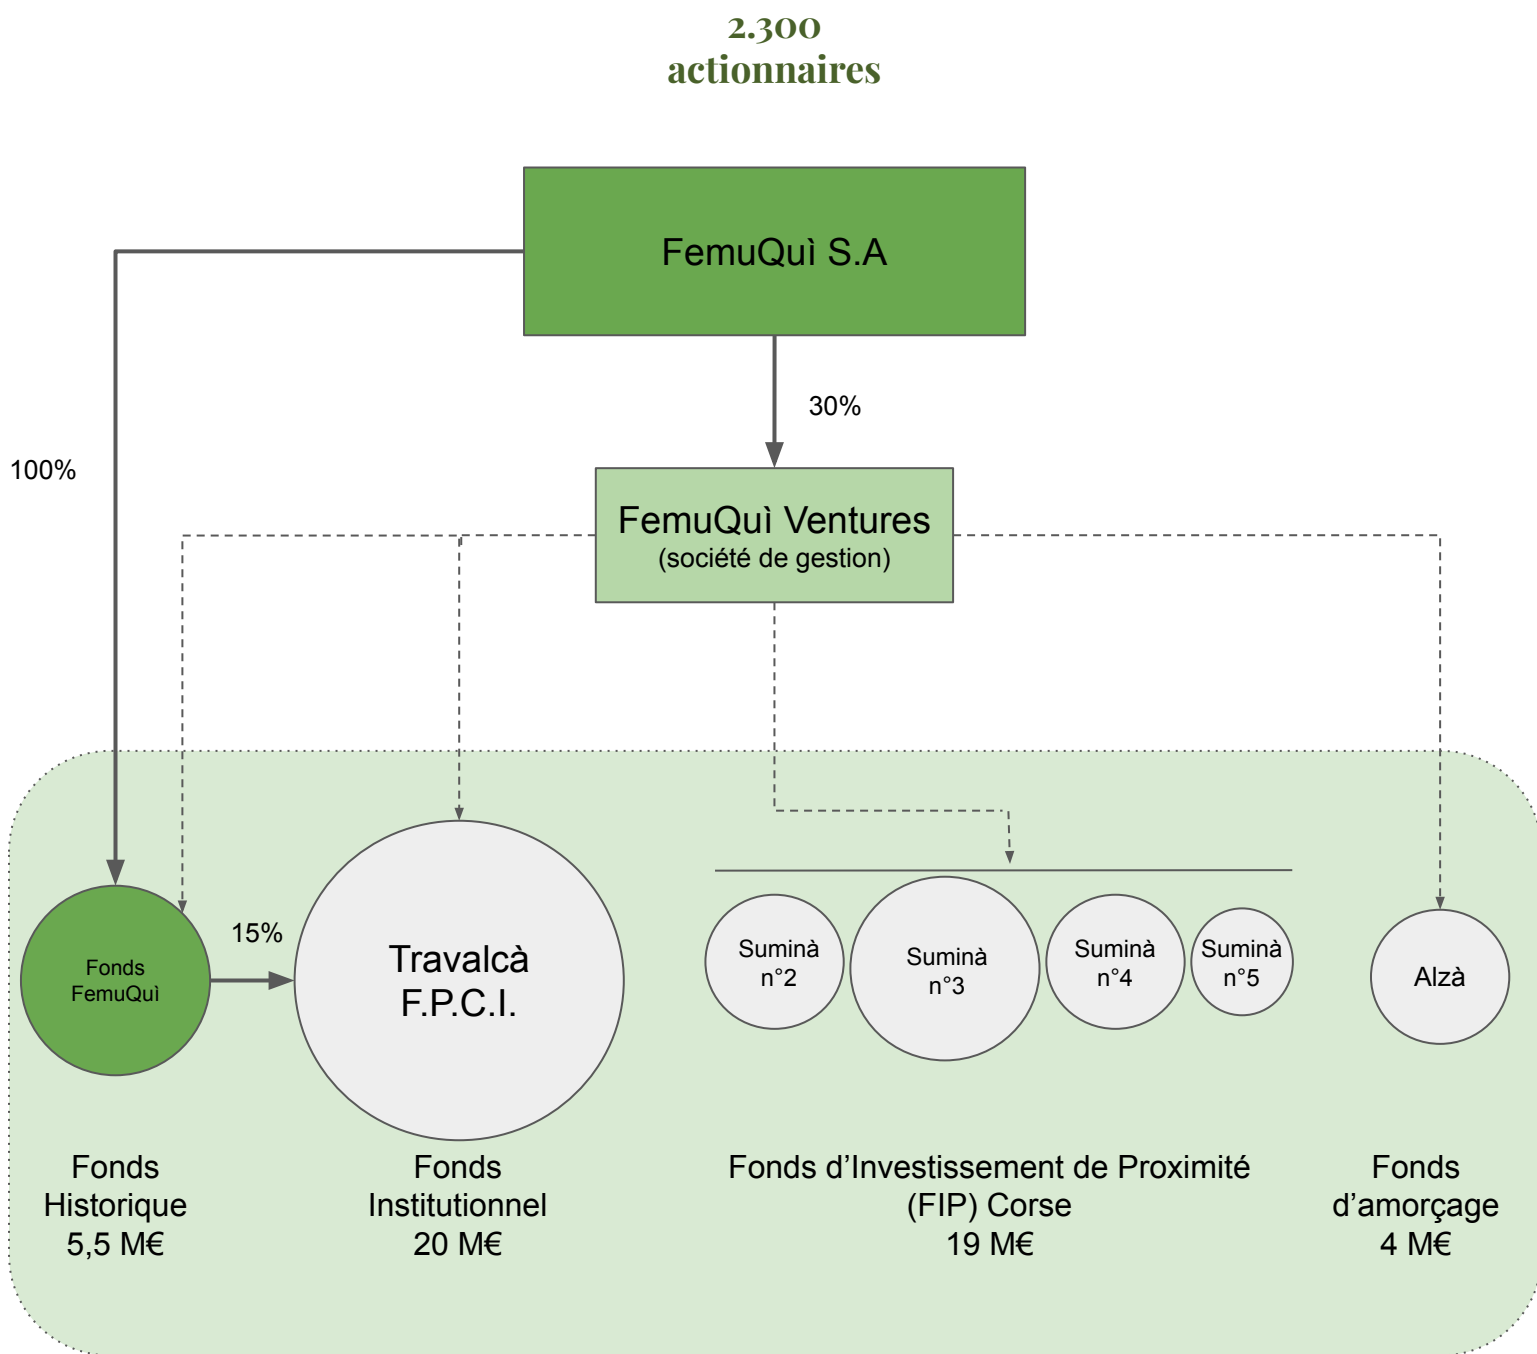 2.300
actionnaires
FemuQuì S.A
30%
100%
FemuQuì Ventures
(société de gestion)
15%
Fonds
FemuQuì
Travalcà
F.P.C.I.
Suminà
n°2
Suminà
n°3
Suminà
n°4
Suminà
n°5
Alzà
Fonds
Historique
5,5 M€
Fonds
Institutionnel
20 M€
Fonds d’Investissement de Proximité
(FIP) Corse
19 M€
Fonds
d’amorçage
4 M€